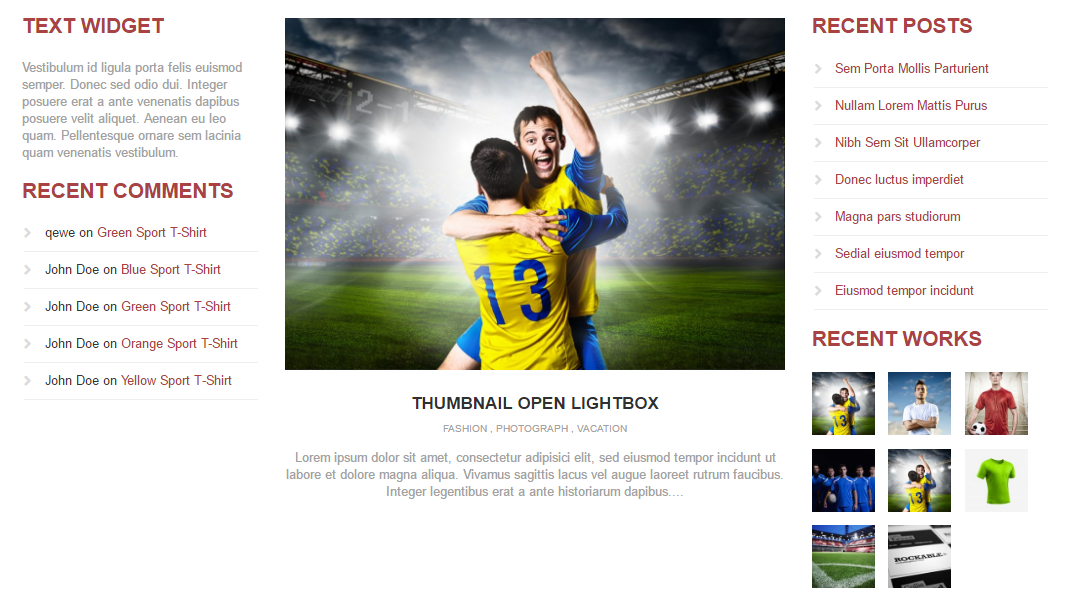 TEXT WIDGET
Vestibulum id ligula porta felis euismod
semper. Donec sed odio dui. Integer
posuere erat a ante venenatis dapibus
posuere velit aliquet. Aenean eu leo
quam. Pellentesque ornare sem lacinia
quam venenatis vestibulum.
RECENT COMMENTS
qewe on Green Sport T-Shirt
John Doe on Blue Sport T-Shirt
John Doe on Green Sport T-Shirt
John Doe on Orange Sport T-Shirt
John Doe on Yellow Sport T-Shirt
2-1
13
THUMBNAIL OPEN LIGHTBOX
FASHION , PHOTOGRAPH , VACATION
Lorem ipsum dolor sit amet, consectetur adipisici elit, sed eiusmod tempor incidunt ut
labore et dolore magna aliqua. Vivamus sagittis lacus vel augue laoreet rutrum faucibus.
Integer legentibus erat a ante historiarum dapibus....
RECENT POSTS
Sem Porta Mollis Parturient
Nullam Lorem Mattis Purus
Nibh Sem Sit Ullamcorper
Donec luctus imperdiet
Magna pars studiorum
Sedial eiusmod tempor
Eiusmod tempor incidunt
RECENT WORKS
13
13
ROCKABLE